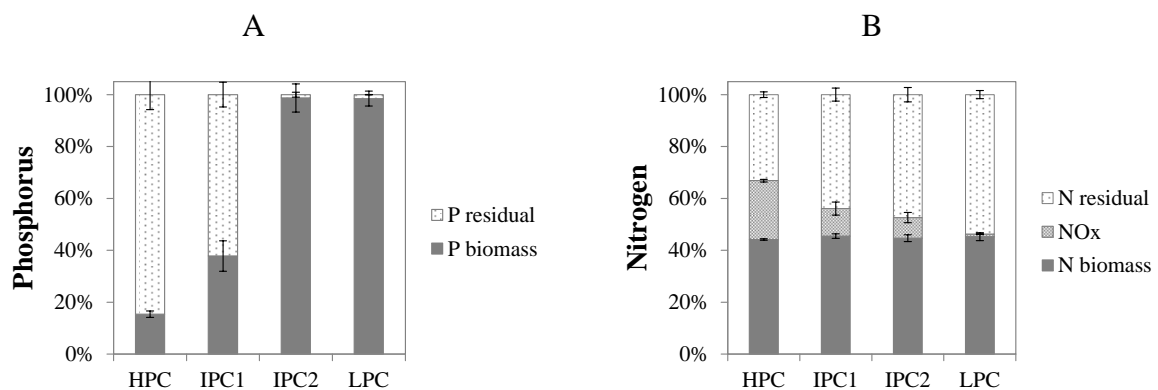 A
Phosphorus
100%
80%
60%
40%
20%
0%
HPC IPC1 IPC2 LPC
P residual
P biomass
B
Nitrogen
100%
80%
60%
40%
20%
0%
HPC IPC1 IPC2 LPC
N residual
NOx
N biomass